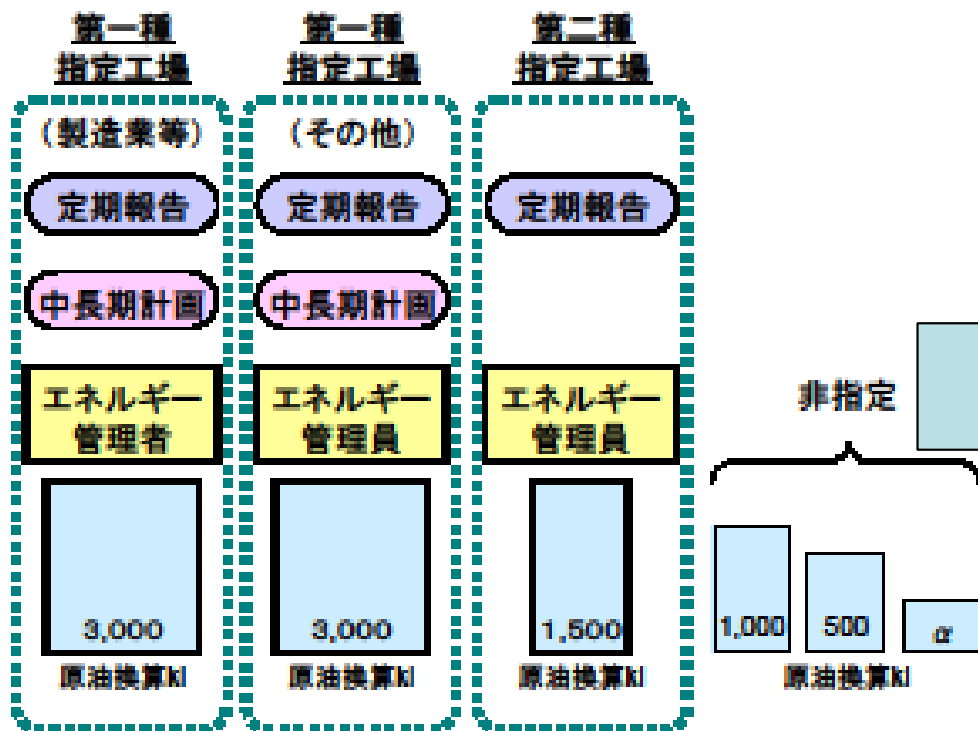 第一種
指定工場
(製造業等)
定期報告
中長期計画
エネルギー
管理者
3,000
原油換算kl
第一種
指定工場
(その他)
定期報告
中長期計画
エネルギー
管理員
3,000
原油換算kl
第二種
指定工場
定期報告
エネルギー
管理員
1,500
原油換算kl
非指定
1,000
500
α
原油換算kl